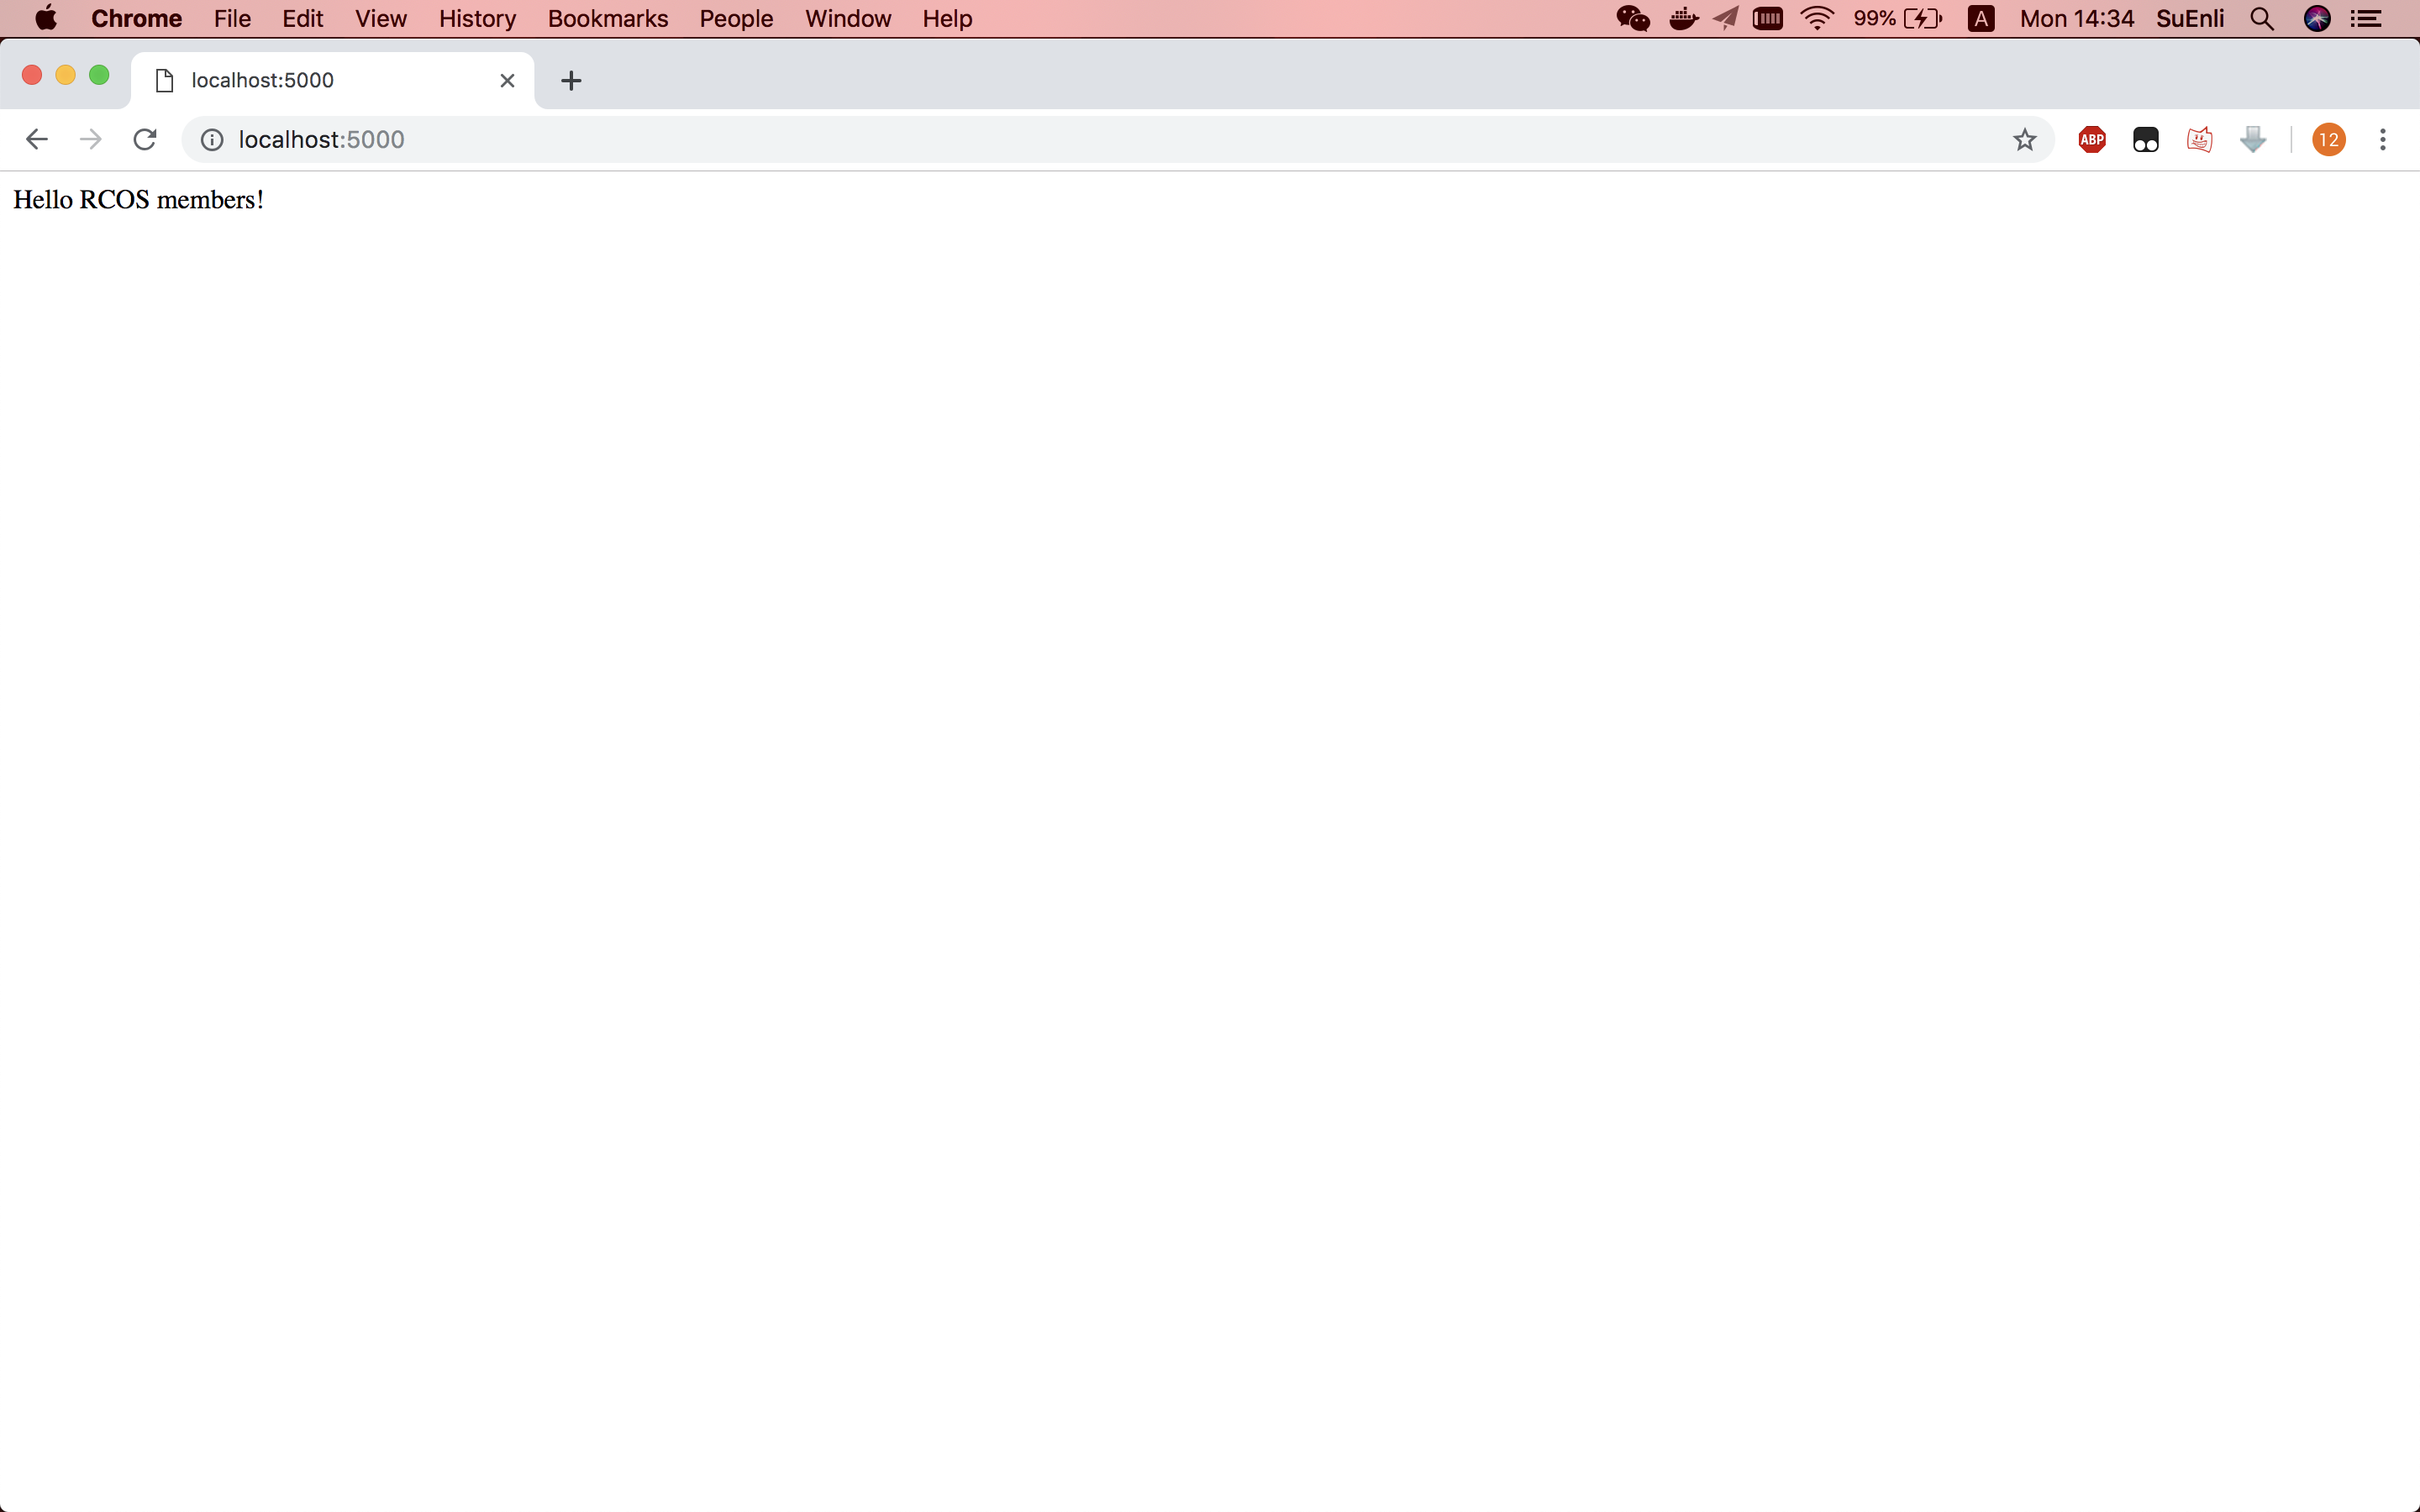 Chrome File Edit View History Bookmarks People Window Help 99% A Mon 14:34 SuEnli
localhost:5000
localhost:5000 ABP 12
Hello RCOS members!